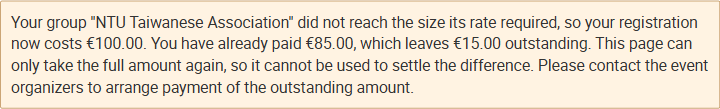 Your group "NTU Taiwanese Association" did not reach the size its rate required, so your registration
now costs €100.00. You have already paid €85.00, which leaves €15.00 outstanding. This page can
only take the full amount again, so it cannot be used to settle the difference. Please contact the event
organizers to arrange payment of the outstanding amount.